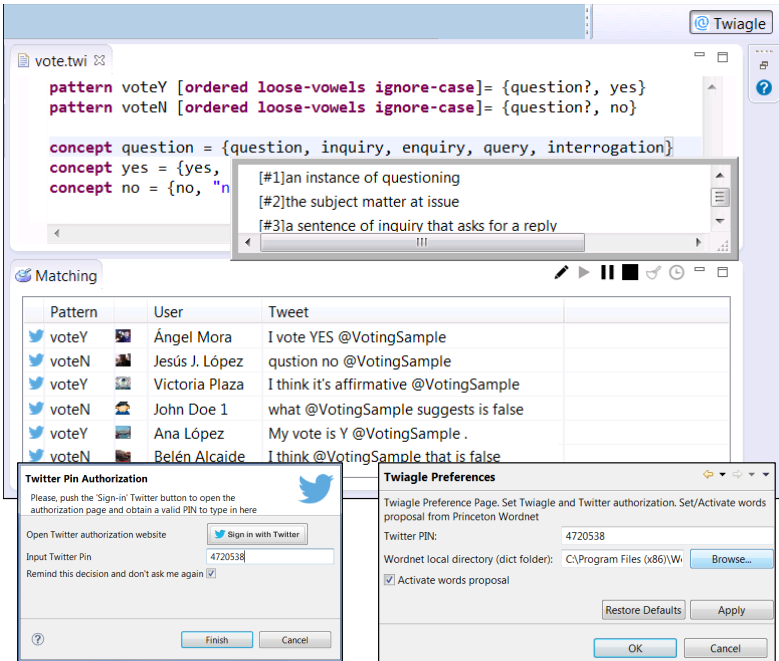 Twiagle
vote.twi
pattern voteY [ordered loose-vowels ignore-case]= {question?, yes}
pattern voteN [ordered loose-vowels ignore-case]= {question?, no}
concept question = {question, inquiry, enquiry, query, interrogation}
concept yes = {yes,
concept no = {no, "n
[#1]an instance of questioning
[#2]the subject matter at issue
[#3]a sentence of inquiry that asks for a reply
Matching
Pattern User Tweet
voteY Ángel Mora I vote YES @VotingSample
voteN Jesús J. López qustion no @VotingSample
voteY Victoria Plaza I think it's affirmative @VotingSample
voteN John Doe 1 what @VotingSample suggests is false
voteY Ana López My vote is Y @VotingSample .
voteN Belén Alcaide I think @VotingSample that is false
Twitter Pin Authorization
Please, push the 'Sign-in' Twitter button to open the
authorization page and obtain a valid PIN to type in here
Open Twitter authorization website Sign in with Twitter
Input Twitter Pin 4720538
Remind this decision and don't ask me again
Finish Cancel
Twiagle Preferences
Twiagle Preference Page. Set Twiagle and Twitter authorization. Set/Activate words
proposal from Princeton Wordnet
Twitter PIN: 4720538
Wordnet local directory (dict folder): C:\Program Files (x86)\W Browse...
Activate words proposal
Restore Defaults Apply
OK Cancel